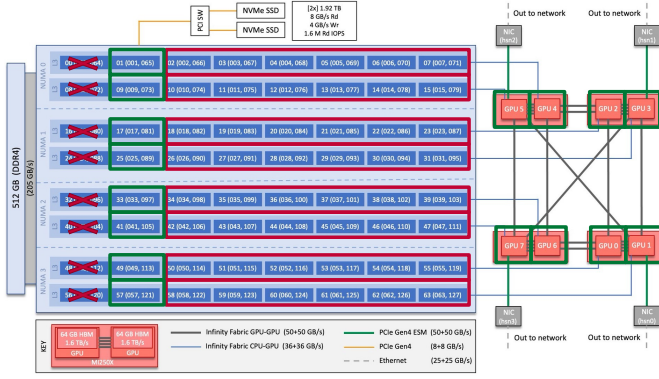 PCI SW
NVMe SSD
NVMe SSD
[2x] 1.92 TB
8 GB/s Rd
4 GB/s Wr
1.6 M Rd IOPS
Out to network
Out to network
NIC
(hsn2)
NIC
(hsn1)
512 GB (DDR4)
(205 GB/s)
NUMA 0
L3
01 (001, 065)
02 (002, 066)
03 (003, 067)
04 (004, 068)
05 (005, 069)
06 (006, 070)
07 (007, 071)
L3
09 (009, 073)
10 (010, 074)
11 (011, 075)
12 (012, 076)
13 (013, 077)
14 (014, 078)
15 (015, 079)
NUMA 1
L3
17 (017, 081)
18 (018, 082)
19 (019, 083)
20 (020, 084)
21 (021, 085)
22 (022, 086)
23 (023, 087)
L3
25 (025, 089)
26 (026, 090)
27 (027, 091)
28 (028, 092)
29 (029, 093)
30 (030, 094)
31 (031, 095)
NUMA 2
L3
33 (033, 097)
34 (034, 098)
35 (035, 099)
36 (036, 100)
37 (037, 101)
38 (038, 102)
39 (039, 103)
L3
41 (041, 105)
42 (042, 106)
43 (043, 107)
44 (044, 108)
45 (045, 109)
46 (046, 110)
47 (047, 111)
NUMA 3
L3
49 (049, 113)
50 (050, 114)
51 (051, 115)
52 (052, 116)
53 (053, 117)
54 (054, 118)
55 (055, 119)
L3
57 (057, 121)
58 (058, 122)
59 (059, 123)
60 (060, 124)
61 (061, 125)
62 (062, 126)
63 (063, 127)
GPU 5
GPU 4
GPU 2
GPU 3
GPU 7
GPU 6
GPU 0
GPU 1
NIC
(hsn3)
NIC
(hsn0)
Out to network
Out to network
KEY
64 GB HBM
1.6 TB/s
GPU
64 GB HBM
1.6 TB/s
GPU
MI250X
Infinity Fabric GPU-GPU (50+50 GB/s)
Infinity Fabric CPU-GPU (36+36 GB/s)
PCIe Gen4 ESM (50+50 GB/s)
PCIe Gen4 (8+8 GB/s)
Ethernet (25+25 GB/s)